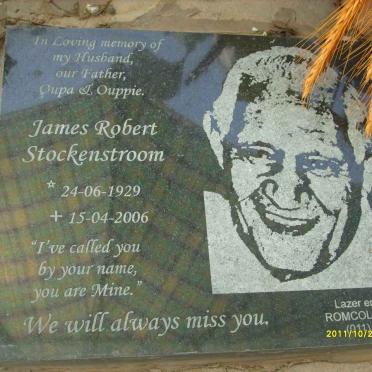 In Loving memory of
my Husband,
our Father,
Oupa & Ouppie.
James Robert
Stockenstroom
☆ 24-06-1929
✝ 15-04-2006
"I've called you
by your name,
you are Mine."
We will always miss you.
Lazer en
ROMCOL
(011)
2011/10/2